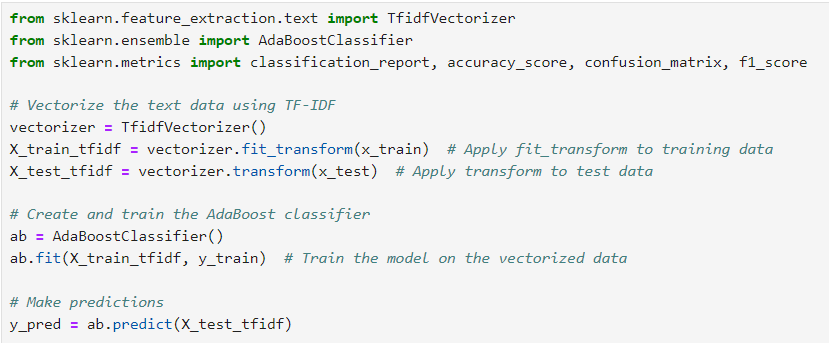 from sklearn.feature_extraction.text import TfidfVectorizer
from sklearn.ensemble import AdaBoostClassifier
from sklearn.metrics import classification_report, accuracy_score, confusion_matrix, f1_score
# Vectorize the text data using TF-IDF
vectorizer = TfidfVectorizer()
X_train_tfidf = vectorizer.fit_transform(x_train)  # Apply fit_transform to training data
X_test_tfidf = vectorizer.transform(x_test)  # Apply transform to test data
# Create and train the AdaBoost classifier
ab = AdaBoostClassifier()
ab.fit(X_train_tfidf, y_train)  # Train the model on the vectorized data
# Make predictions
y_pred = ab.predict(X_test_tfidf)